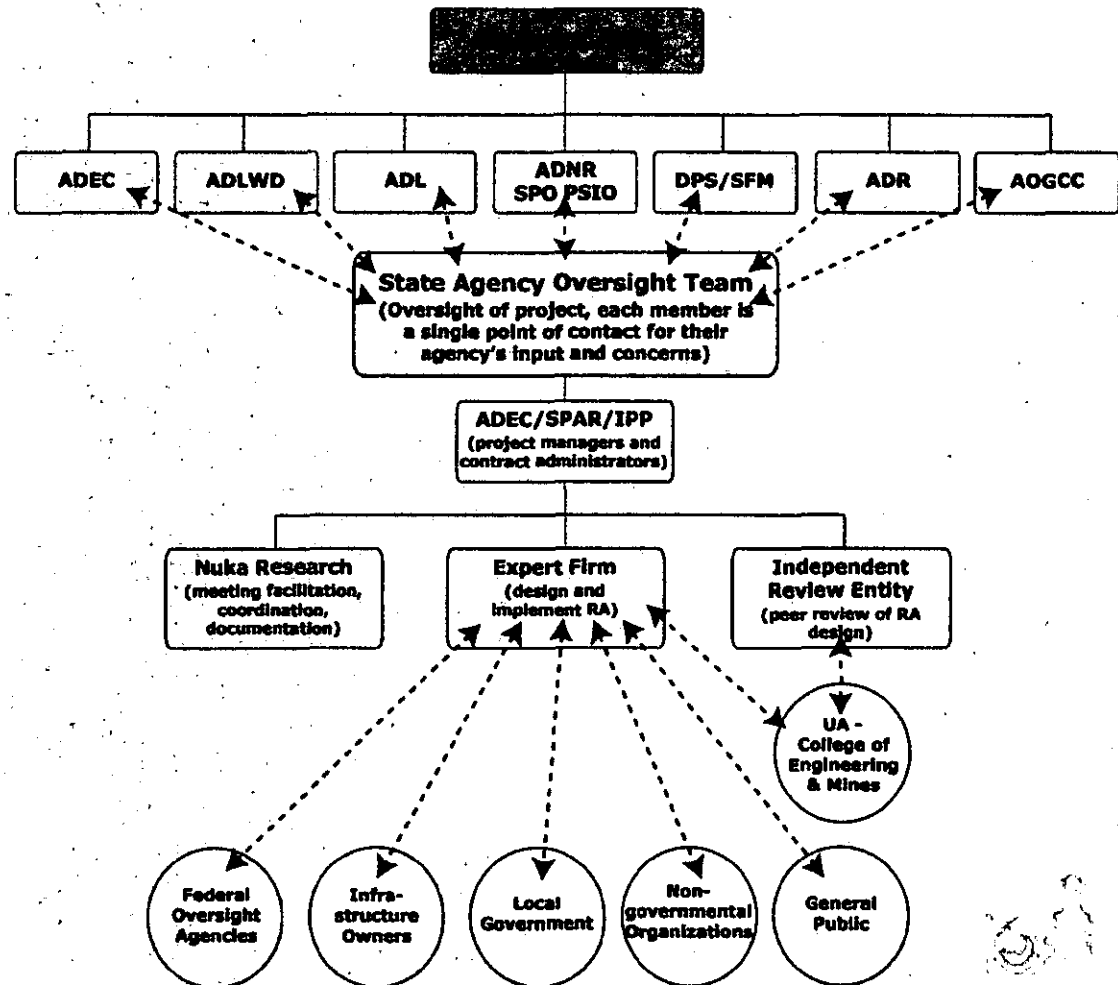 ADEC
ADLWD
ADL
ADNR
SPO PSIO
DPS/SFM
ADR
AOGCC
State Agency Oversight Team
(Oversight of project, each member is
a single point of contact for their
agency's input and concerns)
ADEC/SPAR/IPP
(project managers and
contract administrators)
Nuka Research
(meeting facilitation,
coordination,
documentation)
Expert Firm
(design and
implement RA)
Independent
Review Entity
(peer review of RA
design)
UA -
College of
Engineering
& Mines
Federal
Oversight
Agencies
Infra-
structure
Owners
Local
Government
Non-
governmental
Organizations
General
Public